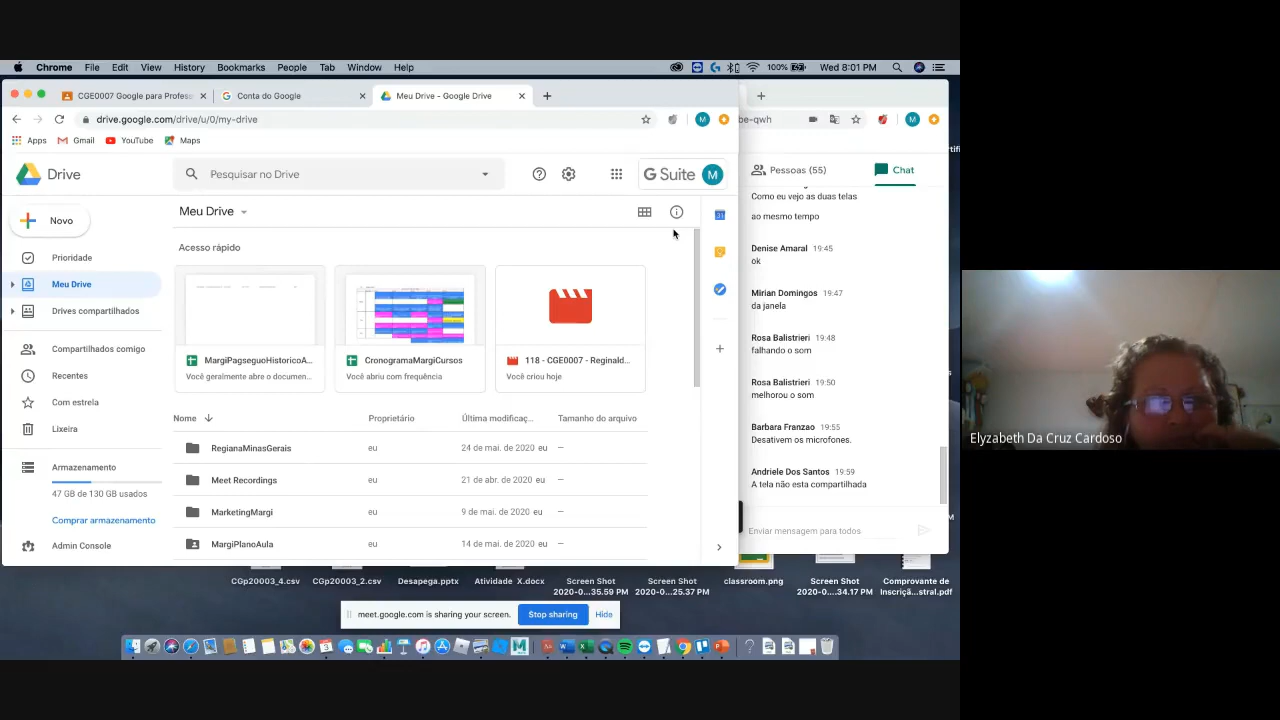 Chrome File Edit View History Bookmarks People Tab Window Help 100% Wed 8:01 PM
CGE0007 Google para Profess
Conta do Google
Meu Drive - Google Drive
drive.google.com/drive/u/0/my-drive
be-qwh
Apps Gmail YouTube Maps
Drive
Pesquisar no Drive
G Suite M
Novo
Meu Drive
Acesso rápido
Prioridade
Meu Drive
Drives compartilhados
Compartilhados comigo
Recentes
Com estrela
Lixeira
Armazenamento
47 GB de 130 GB usados
Comprar armazenamento
Admin Console
MargiPagseguoHistoricoA...
Você geralmente abre o documen...
CronogramaMargiCursos
Você abriu com frequência
118 - CGE0007 - Reginald...
Você criou hoje
Nome Proprietário Última modificaç... Tamanho do arquivo
RegianaMinasGerais eu 24 de mai. de 2020 eu —
Meet Recordings eu 21 de abr. de 2020 eu —
MarketingMargi eu 9 de mai. de 2020 eu —
MargiPlanoAula eu 14 de mai. de 2020 eu —
Pessoas (55) Chat
Como eu vejo as duas telas
ao mesmo tempo
Denise Amaral 19:45
ok
Mirian Domingos 19:47
da janela
Rosa Balistrieri 19:48
falhando o som
Rosa Balistrieri 19:50
melhorou o som
Barbara Franzao 19:55
Desativem os microfones.
Andriele Dos Santos 19:59
A tela não esta compartilhada
Enviar mensagem para todos
CGp20003_4.csv
CGp20003_2.csv
Desapega.pptx
Atividade X.docx
Screen Shot
2020-0...35.59 PM
Screen Shot
2020-0...25.37 PM
classroom.png
Screen Shot
2020-0....34.17 PM
Comprovante de
Inscriçã...stral.pdf
meet.google.com is sharing your screen. Stop sharing Hide
Elyzabeth Da Cruz Cardoso